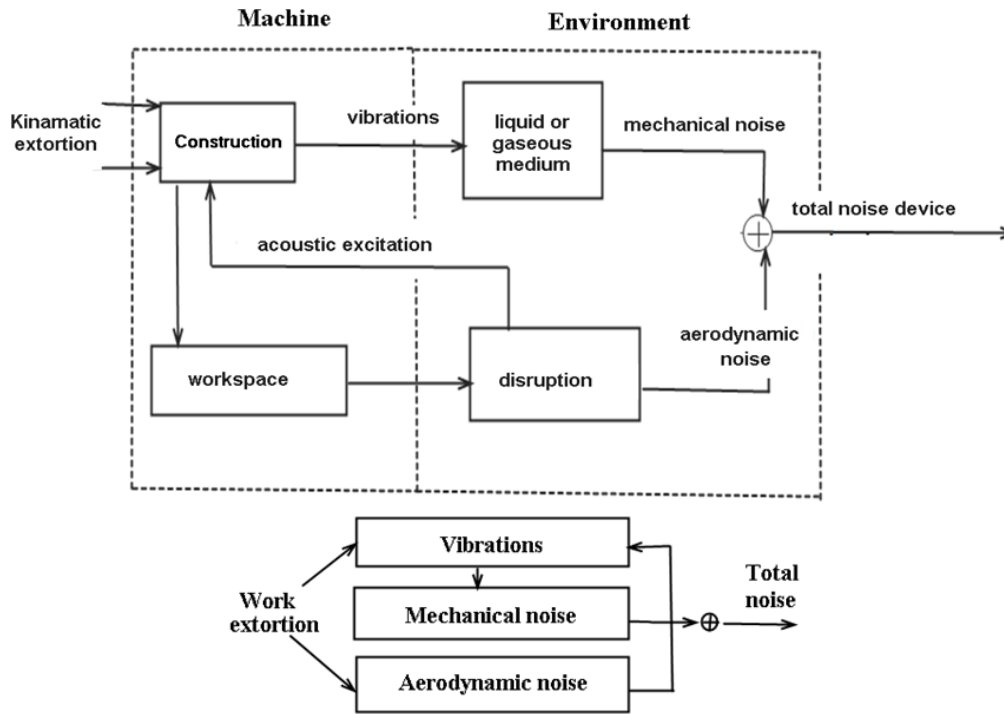 Machine
Environment
Kinamatic
extortion
Construction
vibrations
liquid or
gaseous
medium
mechanical noise
total noise device
acoustic excitation
workspace
disruption
aerodynamic
noise
Vibrations
Work
extortion
Mechanical noise
Total
noise
Aerodynamic noise